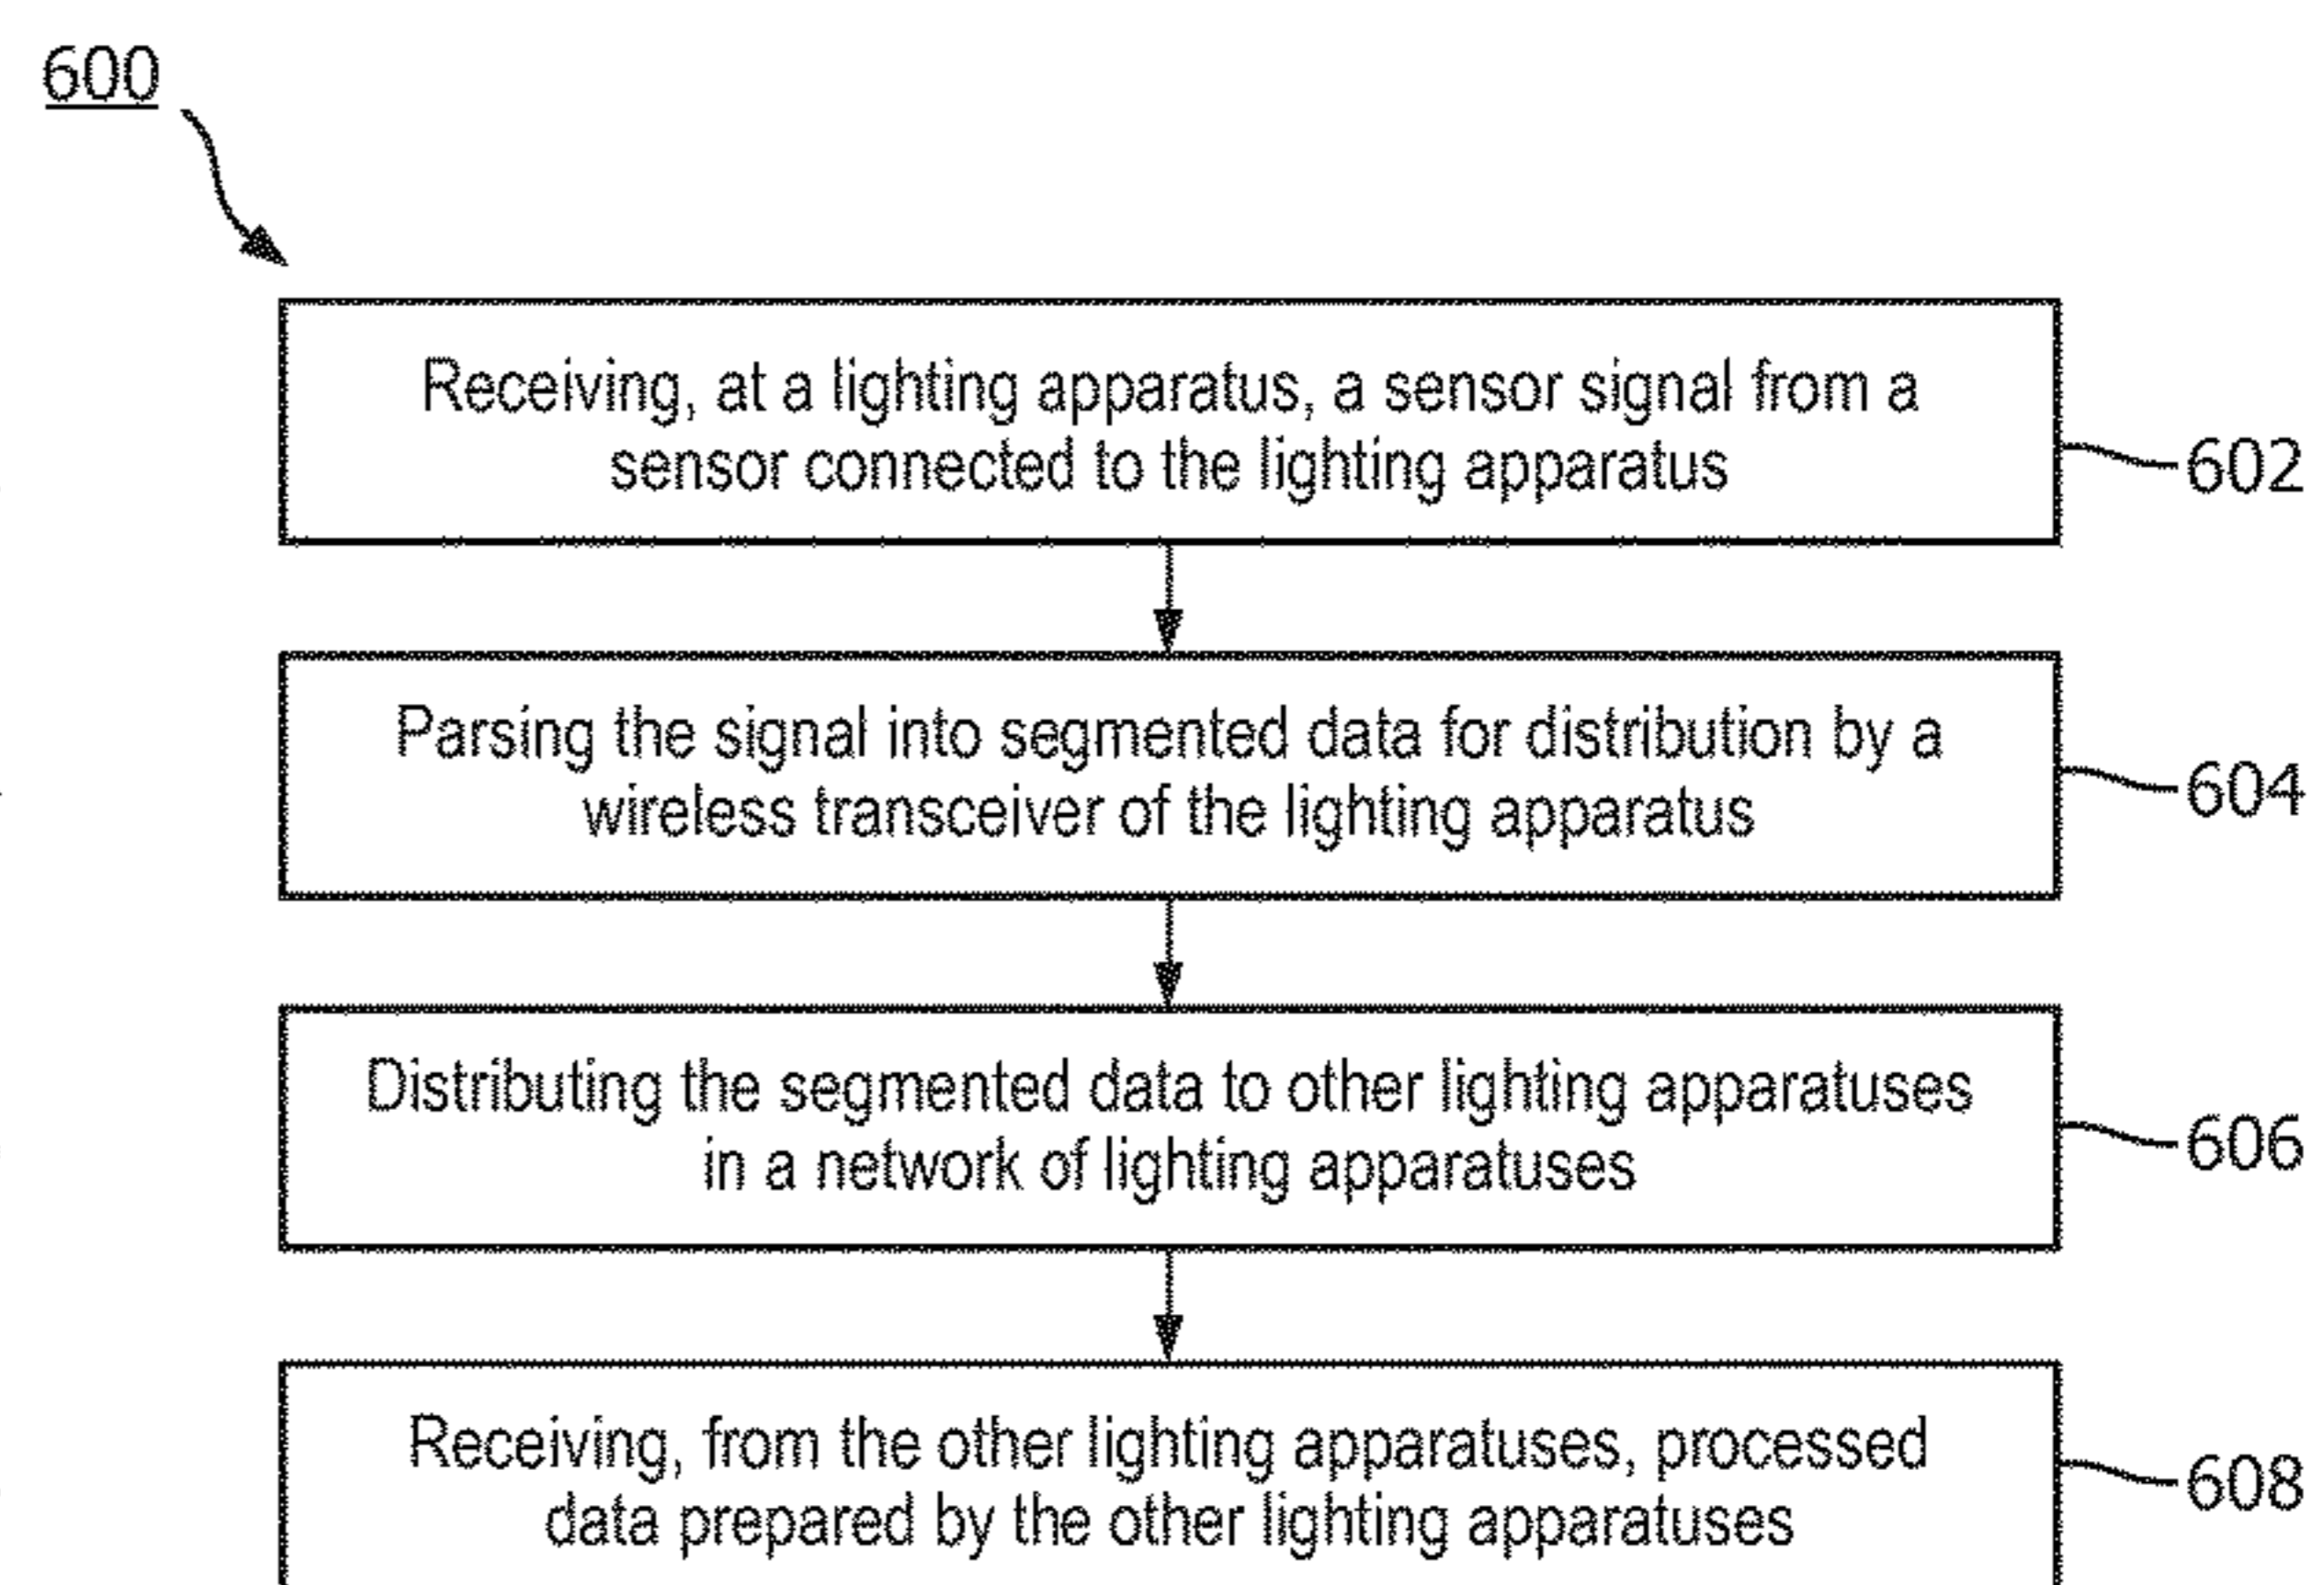 600
Receiving, at a lighting apparatus, a sensor signal from a
sensor connected to the lighting apparatus
602
Parsing the signal into segmented data for distribution by a
wireless transceiver of the lighting apparatus
604
Distributing the segmented data to other lighting apparatuses
in a network of lighting apparatuses
606
Receiving, from the other lighting apparatuses, processed
data prepared by the other lighting apparatuses
608